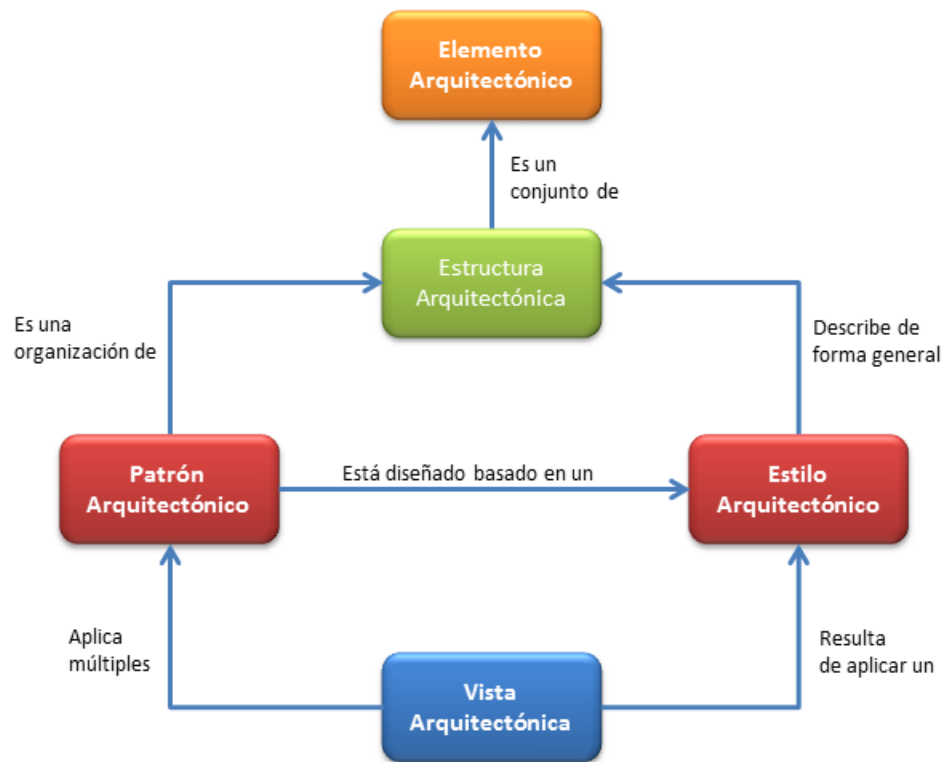 Elemento
Arquitectónico
Es un
conjunto de
Estructura
Arquitectónica
Es una
organización de
Describe de
forma general
Patrón
Arquitectónico
Está diseñado basado en un
Estilo
Arquitectónico
Aplica
múltiples
Resulta
de aplicar un
Vista
Arquitectónica